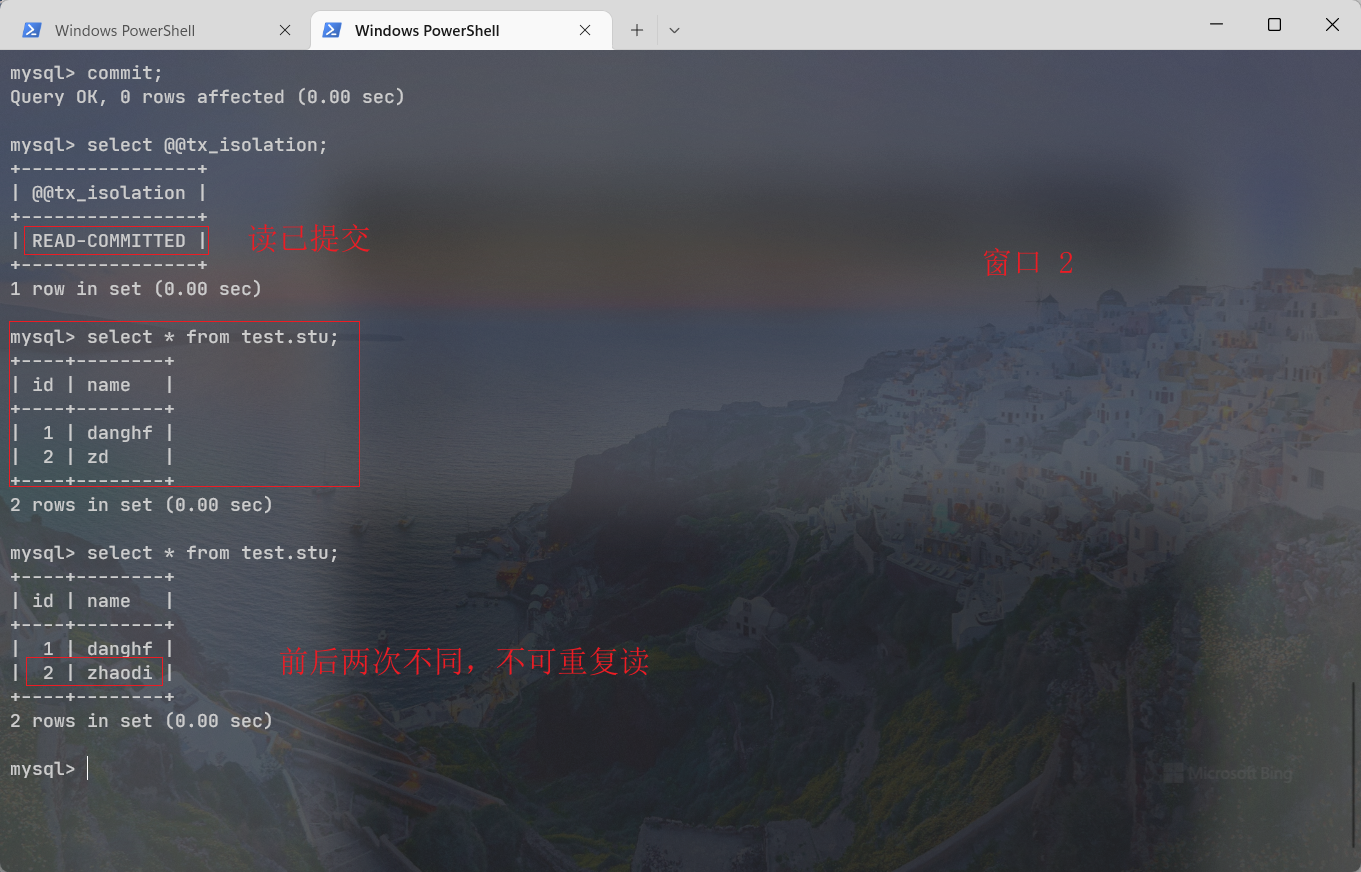 Windows PowerShell
Windows PowerShell
mysql> commit;
Query OK, 0 rows affected (0.00 sec)
mysql> select @@tx_isolation;
+----------------+
| @@tx_isolation |
+----------------+
| READ-COMMITTED | 读已提交
+----------------+
窗口 2
1 row in set (0.00 sec)
mysql> select * from test.stu;
+----+--------+
| id | name   |
+----+--------+
|  1 | danghf |
|  2 | zd     |
+----+--------+
2 rows in set (0.00 sec)
mysql> select * from test.stu;
+----+--------+
| id | name   |
+----+--------+
|  1 | danghf |
|  2 | zhaodi |
前后两次不同，不可重复读
+----+--------+
2 rows in set (0.00 sec)
mysql>
Microsoft Bing